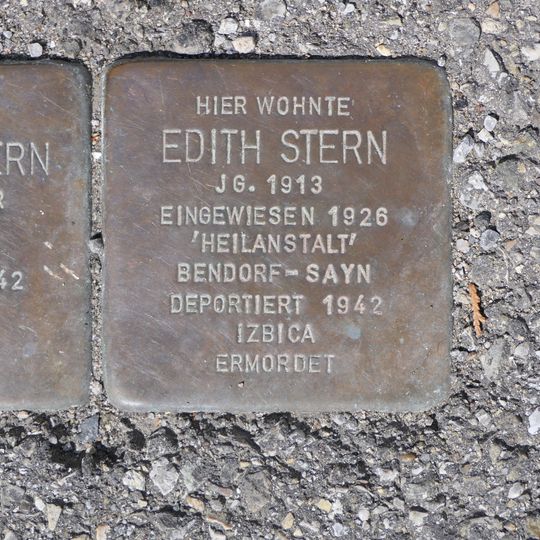 HIER WOHNTE
EDITH STERN
JG. 1913
EINGEWIESEN 1926
'HEILANSTALT'
BENDORF-SAYN
DEPORTIERT 1942
IZBICA
ERMORDET